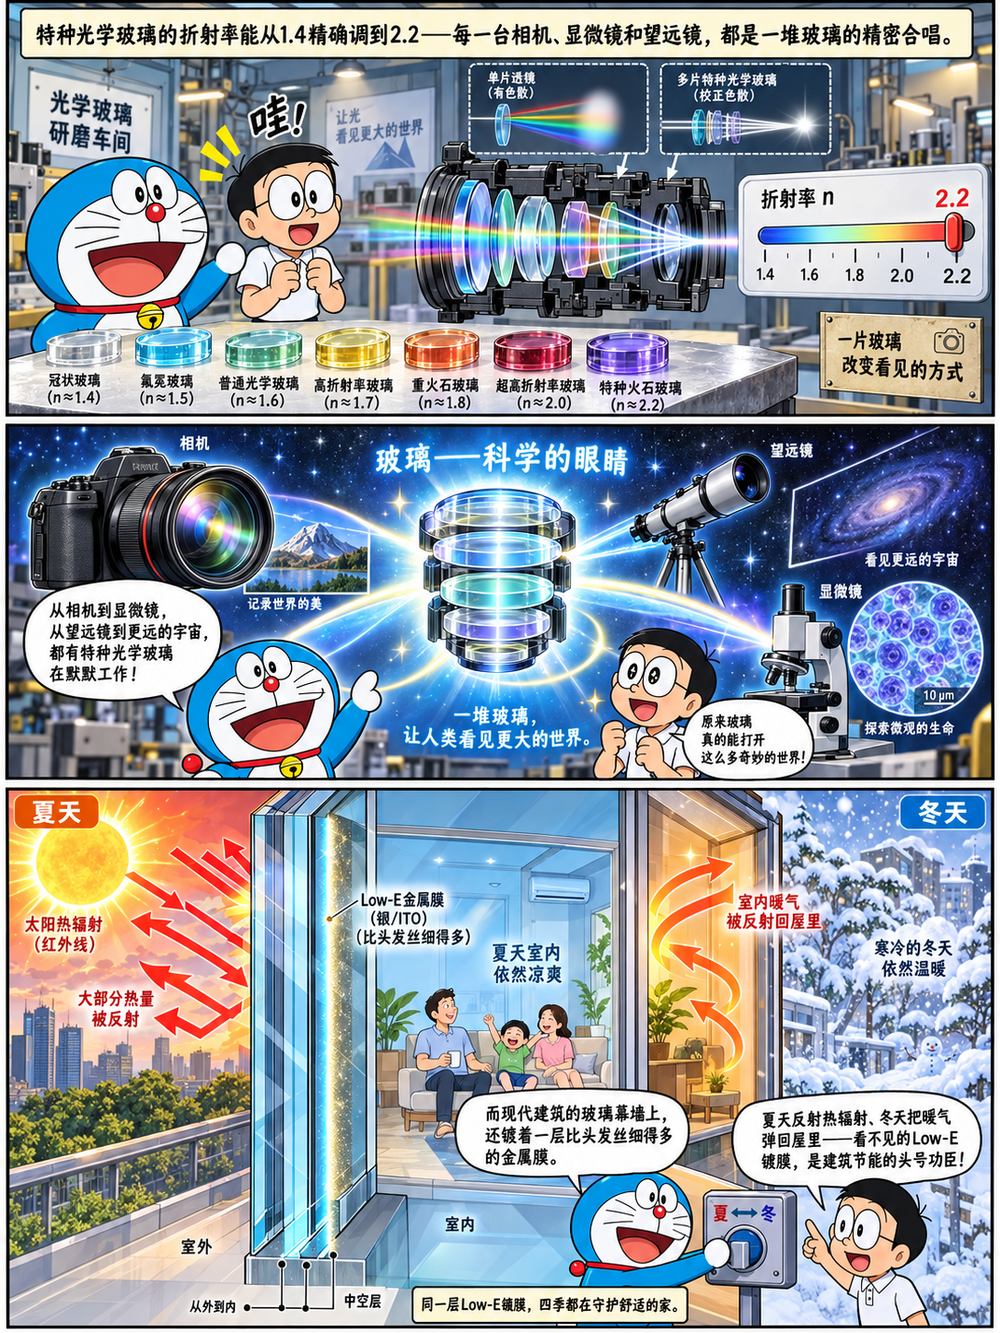 特种光学玻璃的折射率能从1.4精确调到2.2——每一台相机、显微镜和望远镜，都是一堆玻璃的精密合唱。
光学玻璃
研磨车间
哇！
让光
看见更大的世界
单片透镜
（有色散）
多片特种光学玻璃
（校正色散）
折射率 n
2.2
1.4 1.6 1.8 2.0 2.2
一片玻璃
改变看见的方式
冠状玻璃
(n≈1.4)
氟冕玻璃
(n≈1.5)
普通光学玻璃
(n≈1.6)
高折射率玻璃
(n≈1.7)
重火石玻璃
(n≈1.8)
超高折射率玻璃
(n≈2.0)
特种火石玻璃
(n≈2.2)
相机
玻璃——科学的眼睛
望远镜
看见更远的宇宙
记录世界的美
显微镜
从相机到显微镜，
从望远镜到更远的宇宙，
都有特种光学玻璃
在默默工作！
10 μm
探索微观的生命
一堆玻璃，
让人类看见更大的世界。
原来玻璃
真的能打开
这么多奇妙的世界！
夏天
冬天
太阳热辐射
（红外线）
大部分热量
被反射
Low-E金属膜
（银/ITO）
（比头发丝细得多）
夏天室内
依然凉爽
室内暖气
被反射回屋里
寒冷的冬天
依然温暖
而现代建筑的玻璃幕墙上，
还镀着一层比头发丝细得多
的金属膜。
夏天反射热辐射、冬天把暖气
弹回屋里——看不见的Low-E
镀膜，是建筑节能的头号功臣！
夏 ↔ 冬
室外
室内
从外到内
中空层
同一层Low-E镀膜，四季都在守护舒适的家。